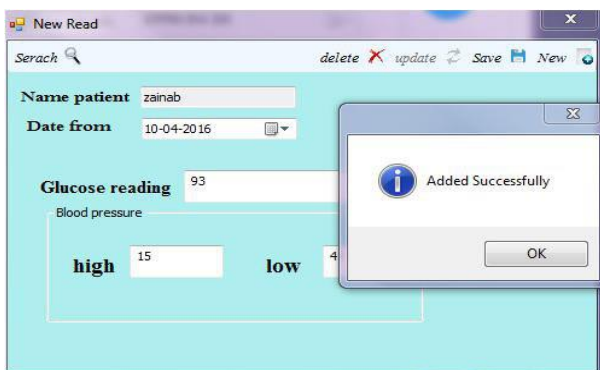 New Read
x
Serach delete update Save New
Name patient zainab
Date from 10-04-2016
Added Successfully
Glucose reading 93
Blood pressure
OK
high 15 low 4